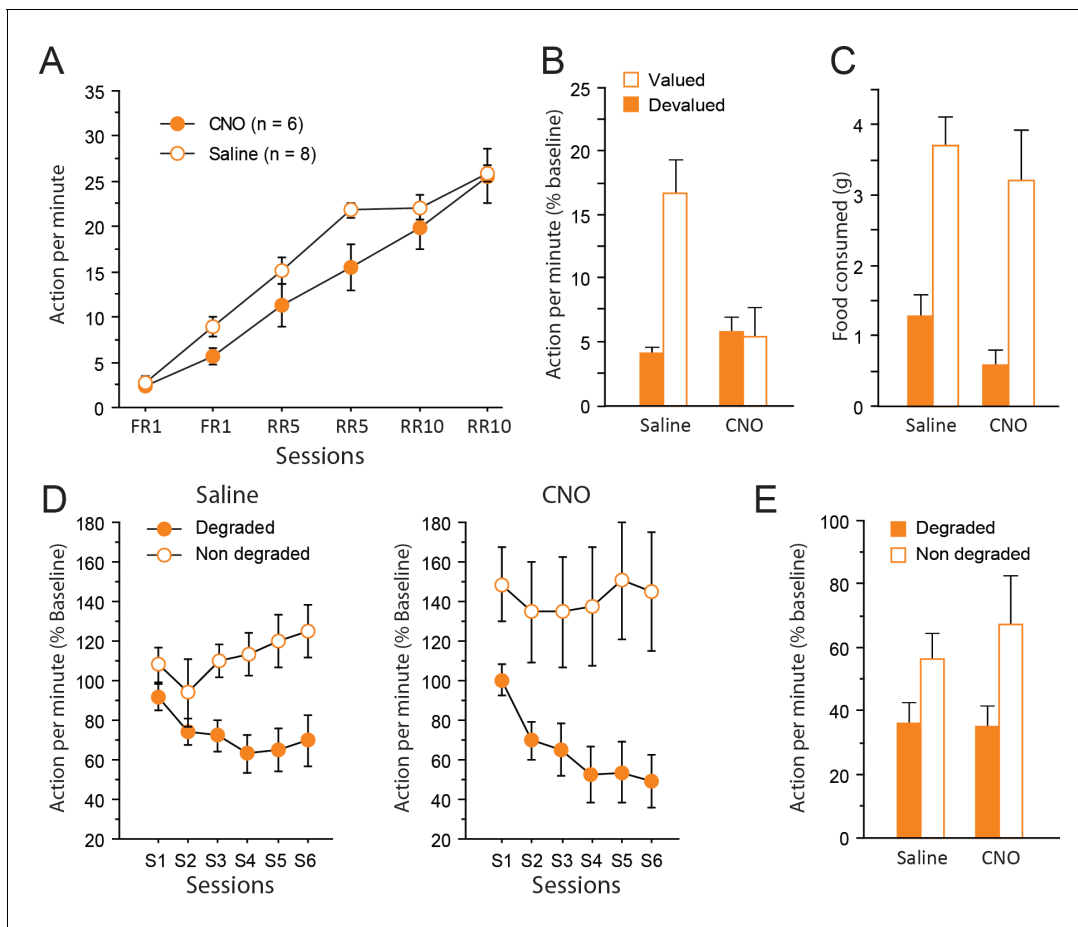 A
Action per minute
35
30
25
20
15
10
5
0
CNO (n = 6)
Saline (n = 8)
FR1 FR1 RR5 RR5 RR10 RR10
Sessions
B
Action per minute (% baseline)
25
20
15
10
5
0
Valued
Devalued
Saline CNO
C
Food consumed (g)
4
3
2
1
0
Saline CNO
D
Saline
Action per minute (% Baseline)
180
160
140
120
100
80
60
40
20
Degraded
Non degraded
S1 S2 S3 S4 S5 S6
Sessions
CNO
Action per minute (% Baseline)
180
160
140
120
100
80
60
40
20
S1 S2 S3 S4 S5 S6
Sessions
E
Action per minute (% baseline)
100
80
60
40
20
0
Degraded
Non degraded
Saline CNO